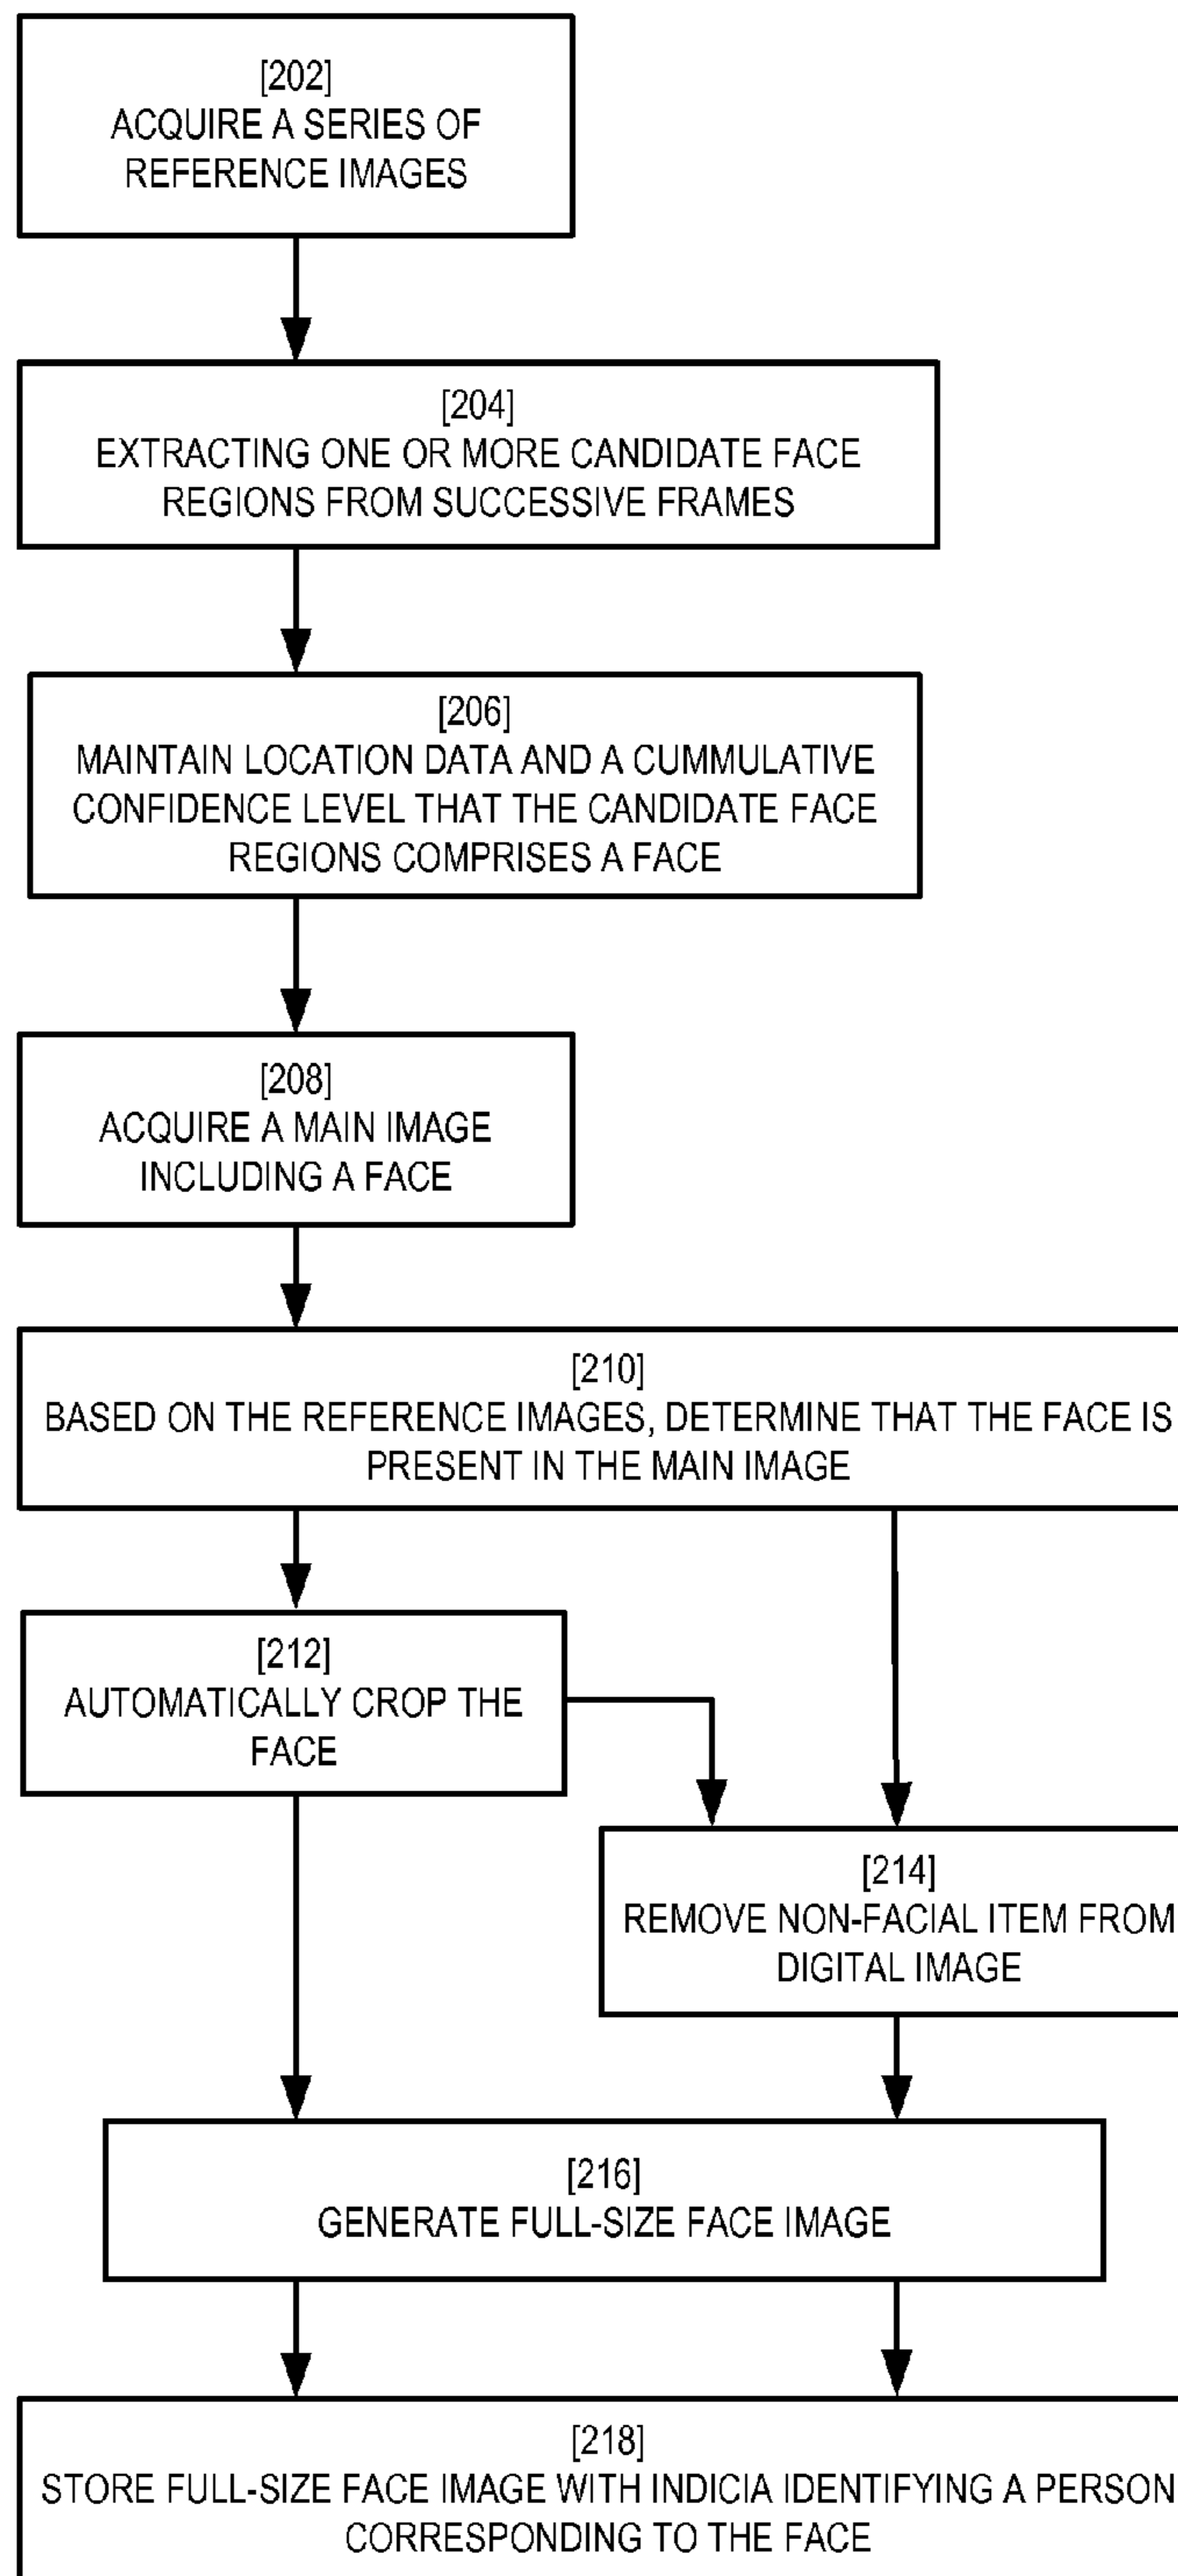 [202]
ACQUIRE A SERIES OF
REFERENCE IMAGES
[204]
EXTRACTING ONE OR MORE CANDIDATE FACE
REGIONS FROM SUCCESSIVE FRAMES
[206]
MAINTAIN LOCATION DATA AND A CUMMULATIVE
CONFIDENCE LEVEL THAT THE CANDIDATE FACE
REGIONS COMPRISES A FACE
[208]
ACQUIRE A MAIN IMAGE
INCLUDING A FACE
[210]
BASED ON THE REFERENCE IMAGES, DETERMINE THAT THE FACE IS
PRESENT IN THE MAIN IMAGE
[212]
AUTOMATICALLY CROP THE
FACE
[214]
REMOVE NON-FACIAL ITEM FROM
DIGITAL IMAGE
[216]
GENERATE FULL-SIZE FACE IMAGE
[218]
STORE FULL-SIZE FACE IMAGE WITH INDICIA IDENTIFYING A PERSON
CORRESPONDING TO THE FACE